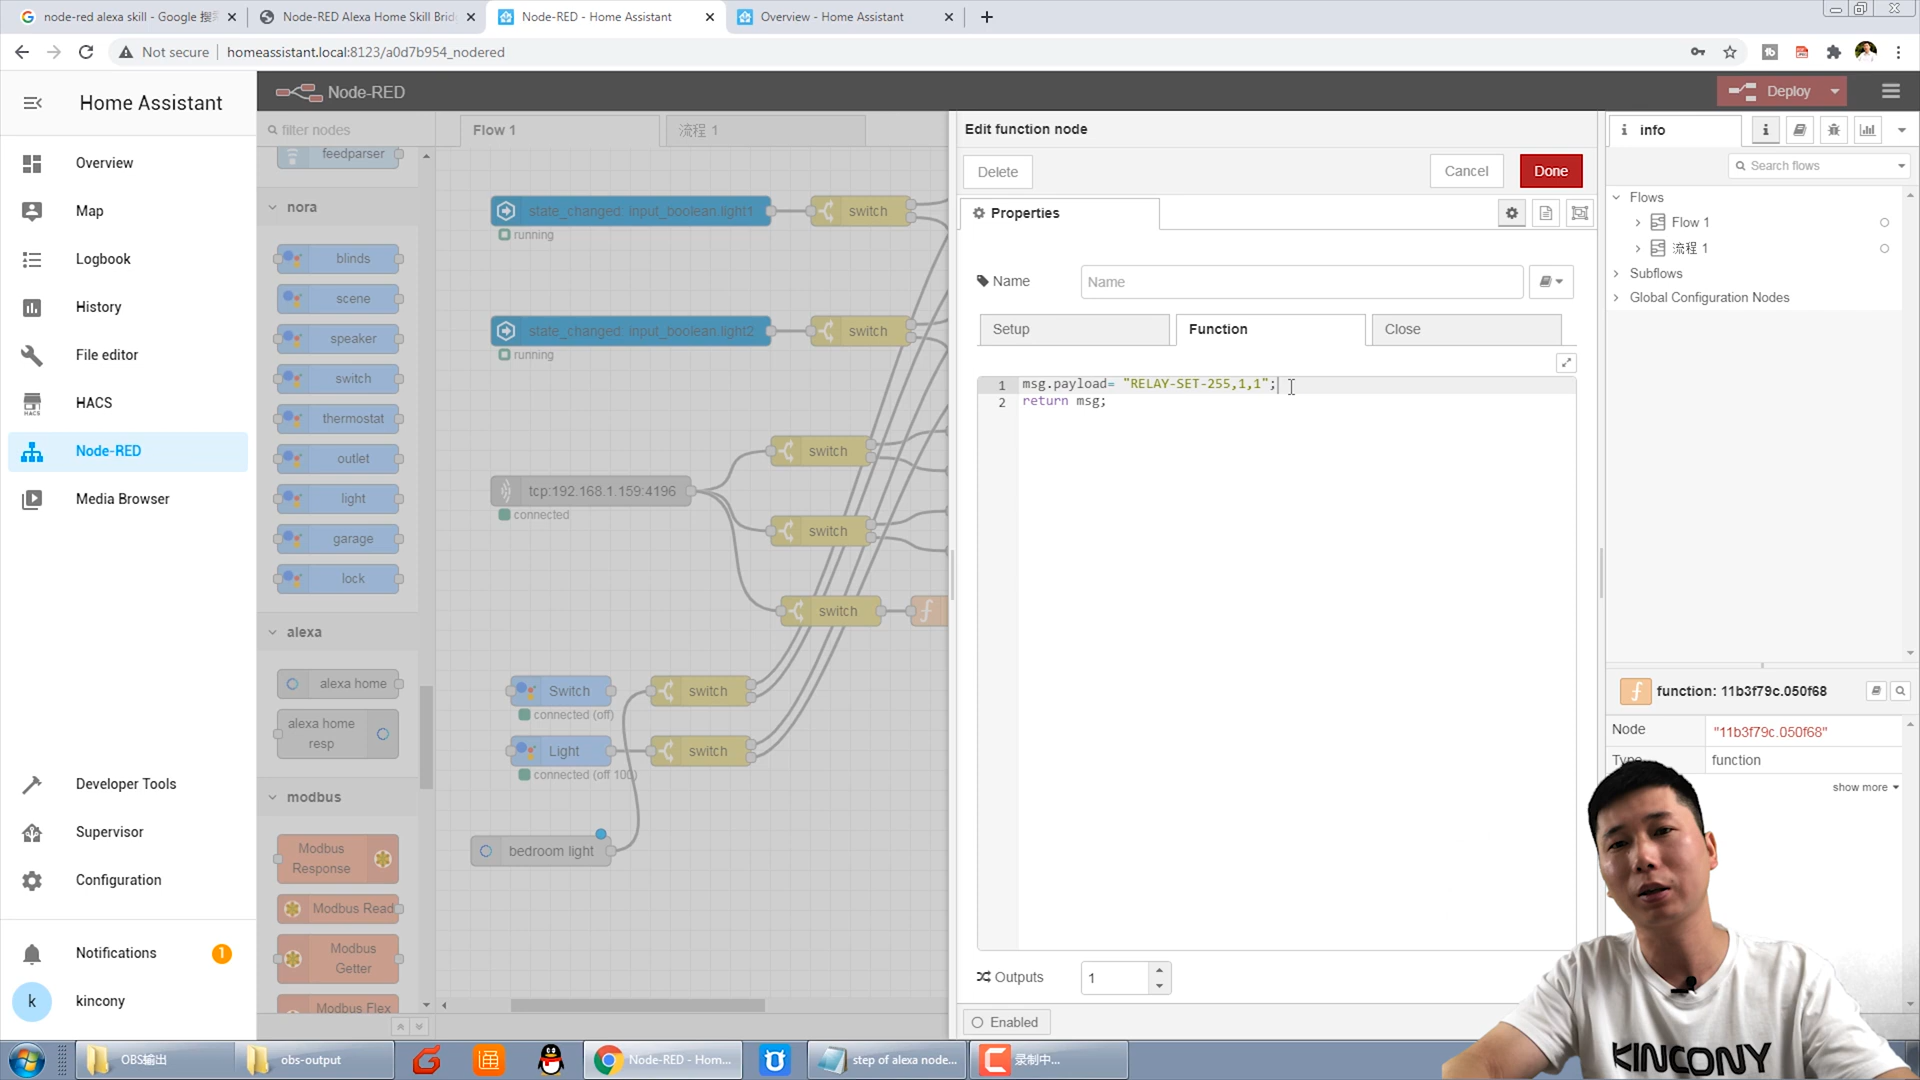 node-red alexa skill - Google 搜
Node-RED Alexa Home Skill Brid
Node-RED - Home Assistant
Overview - Home Assistant
Not secure
homeassistant.local:8123/a0d7b954_nodered
Home Assistant
Overview
Map
Logbook
History
File editor
HACS
Node-RED
Media Browser
Developer Tools
Supervisor
Configuration
Notifications
1
k
kincony
Node-RED
Deploy
filter nodes
feedparser
nora
blinds
scene
speaker
switch
thermostat
outlet
light
garage
lock
alexa
alexa home
alexa home
resp
modbus
Modbus
Response
Modbus Read
Modbus
Getter
Modbus Flex
Flow 1
流程 1
state_changed: input_boolean.light1
running
switch
state_changed: input_boolean.light2
running
switch
switch
tcp:192.168.1.159:4196
connected
switch
switch
f
Switch
connected (off)
switch
Light
connected (off 100)
switch
bedroom light
Edit function node
Delete
Cancel
Done
Properties
Name
Name
Setup
Function
Close
1
msg.payload= "RELAY-SET-255,1,1";
2
return msg;
Outputs
1
Enabled
i
info
i
Search flows
Flows
Flow 1
流程 1
Subflows
Global Configuration Nodes
f
function: 11b3f79c.050f68
Node
"11b3f79c.050f68"
Type
function
show more
KINCONY
OBS输出
obs-output
Node-RED - Hom...
step of alexa node...
录制中...